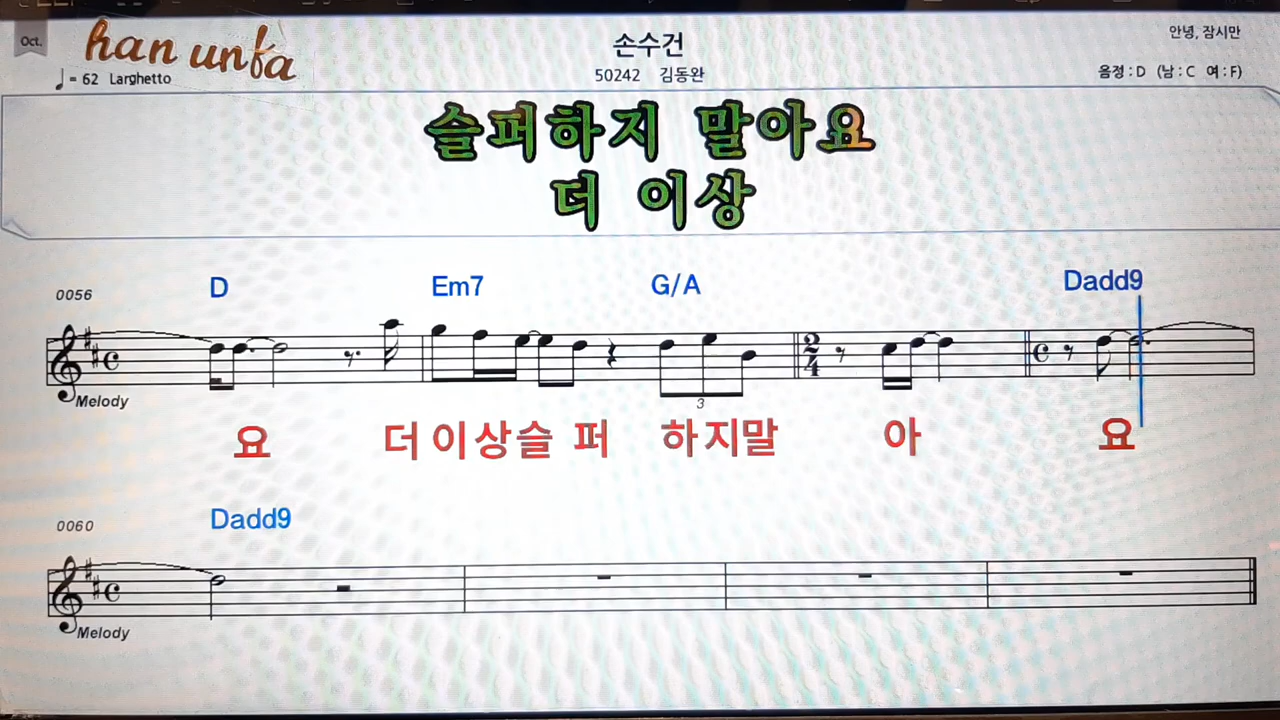 Oct.
han unfa
손수건
안녕, 잠시만
♩ = 62 Larghetto
50242 김동완
음정 : D (남 : C 여 : F)
슬퍼하지 말아요
더 이상
0056
D Em7 G/A Dadd9
2
4
3
Melody
요 더 이상 슬 퍼 하 지 말 아 요
0060
Dadd9
Melody